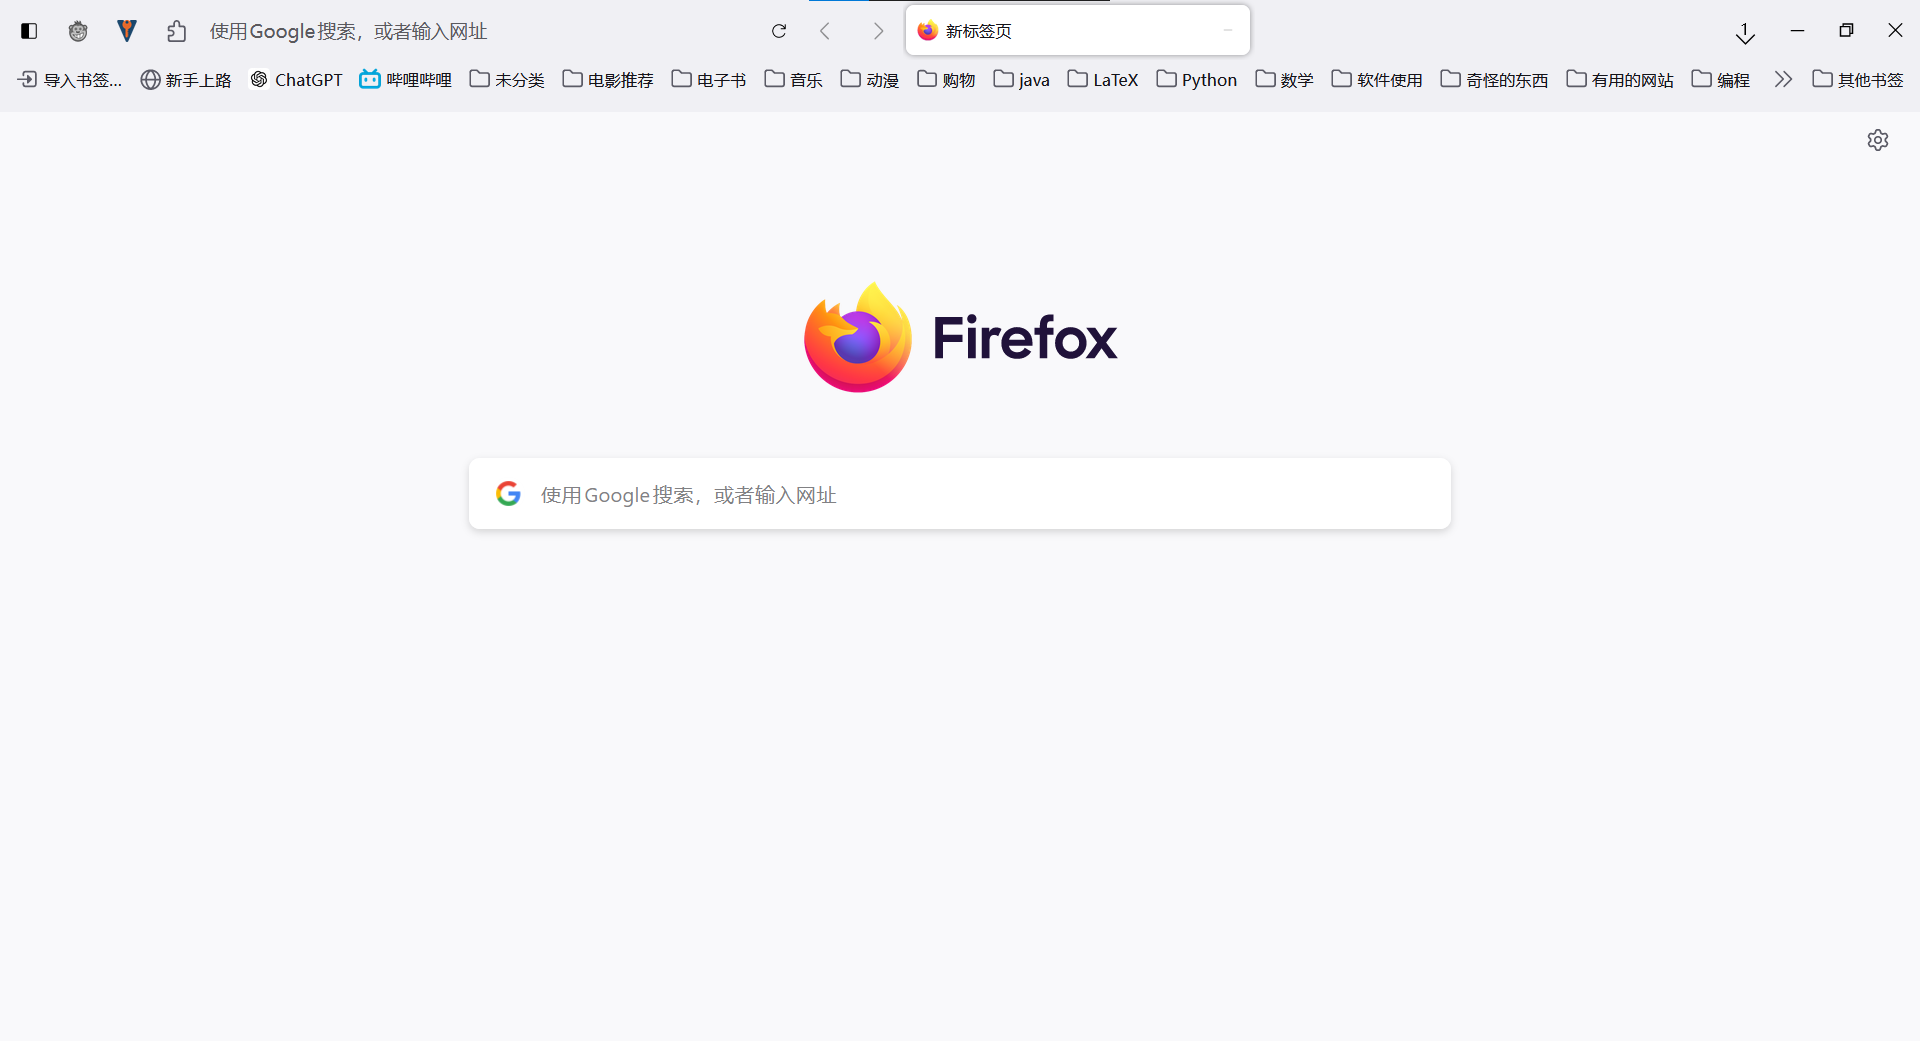 使用Google搜索，或者输入网址
新标签页
1
导入书签... 新手上路 ChatGPT 哔哩哔哩 未分类 电影推荐 电子书 音乐 动漫 购物 java LaTeX Python 数学 软件使用 奇怪的东西 有用的网站 编程 其他书签
Firefox
使用Google搜索，或者输入网址